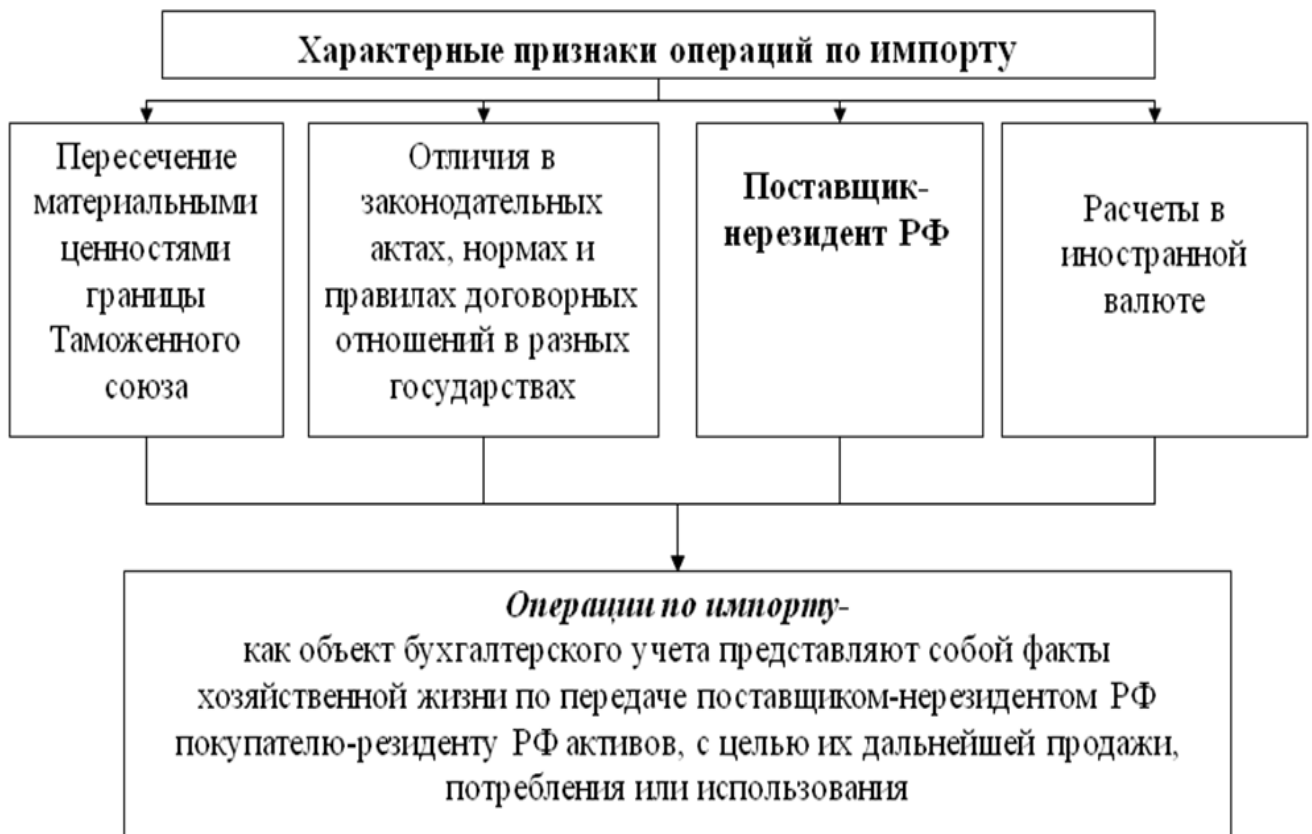 Характерные признаки операций по импорту
Пересечение
материальными
ценностями
границы
Таможенного
союза
Отличия в
законодательных
актах, нормах и
правилах договорных
отношений в разных
государствах
Поставщик-
нерезидент РФ
Расчеты в
иностранной
валюте
Операции по импорту-
как объект бухгалтерского учета представляют собой факты
хозяйственной жизни по передаче поставщиком-нерезидентом РФ
покупателю-резиденту РФ активов, с целью их дальнейшей продажи,
потребления или использования